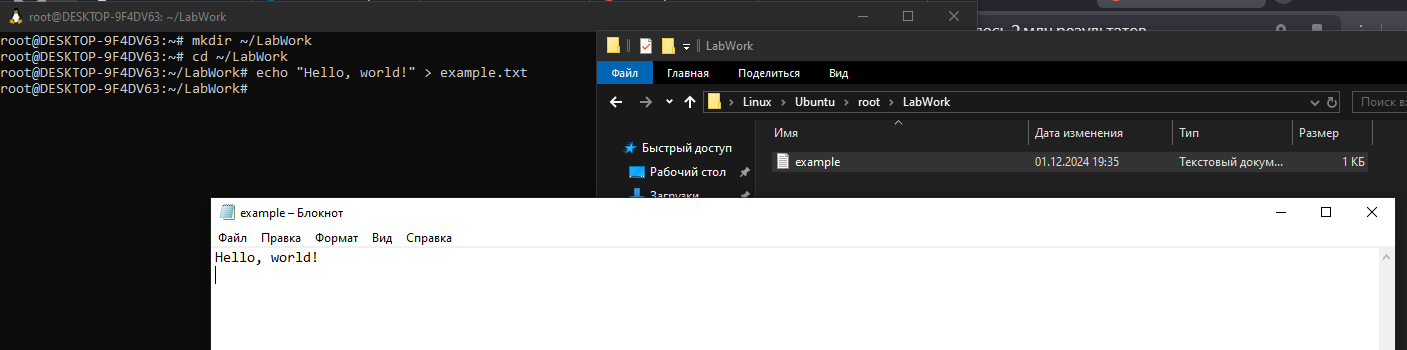 root@DESKTOP-9F4DV63: ~/LabWork
root@DESKTOP-9F4DV63:~# mkdir ~/LabWork
root@DESKTOP-9F4DV63:~# cd ~/LabWork
root@DESKTOP-9F4DV63:~/LabWork# echo "Hello, world!" > example.txt
root@DESKTOP-9F4DV63:~/LabWork#
2 млн результатов
LabWork
Файл Главная Поделиться Вид
Linux Ubuntu root LabWork
Поиск
Имя Дата изменения Тип Размер
Быстрый доступ
example 01.12.2024 19:35 Текстовый докум... 1 КБ
Рабочий стол
Загрузки
example – Блокнот
Файл Правка Формат Вид Справка
Hello, world!